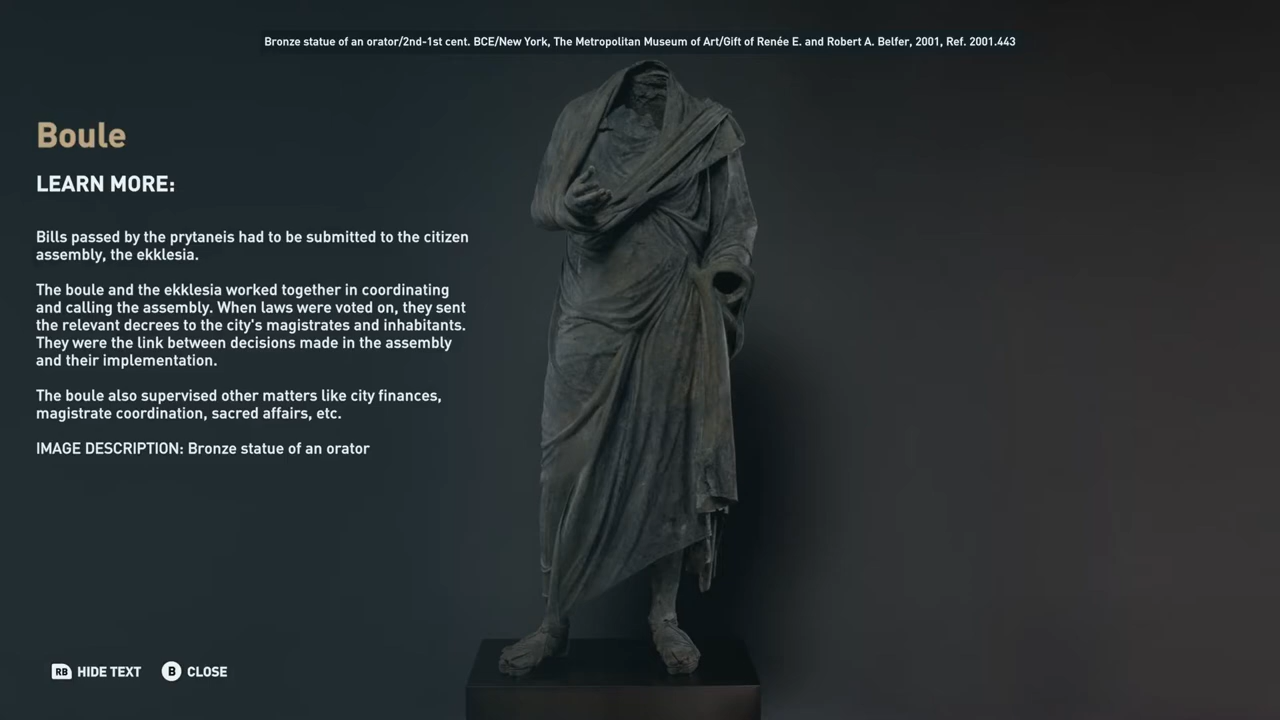 Bronze statue of an orator/2nd-1st cent. BCE/New York, The Metropolitan Museum of Art/Gift of Renée E. and Robert A. Belfer, 2001, Ref. 2001.443
Boule
LEARN MORE:
Bills passed by the prytaneis had to be submitted to the citizen
assembly, the ekklesia.
The boule and the ekklesia worked together in coordinating
and calling the assembly. When laws were voted on, they sent
the relevant decrees to the city's magistrates and inhabitants.
They were the link between decisions made in the assembly
and their implementation.
The boule also supervised other matters like city finances,
magistrate coordination, sacred affairs, etc.
IMAGE DESCRIPTION: Bronze statue of an orator
RB HIDE TEXT B CLOSE